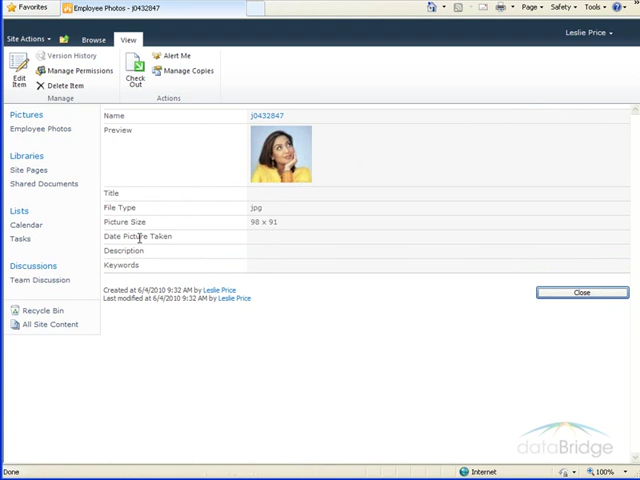 Favorites
Employee Photos - j0432847
Page
Safety
Tools
Site Actions
Browse
View
Leslie Price
Edit Item
Version History
Manage Permissions
Delete Item
Manage
Check Out
Alert Me
Manage Copies
Actions
Pictures
Employee Photos
Libraries
Site Pages
Shared Documents
Lists
Calendar
Tasks
Discussions
Team Discussion
Recycle Bin
All Site Content
Name j0432847
Preview
Title
File Type jpg
Picture Size 98 x 91
Date Picture Taken
Description
Keywords
Created at 6/4/2010 9:32 AM by Leslie Price
Last modified at 6/4/2010 9:32 AM by Leslie Price
Close
dataBridge
Done
Internet
100%